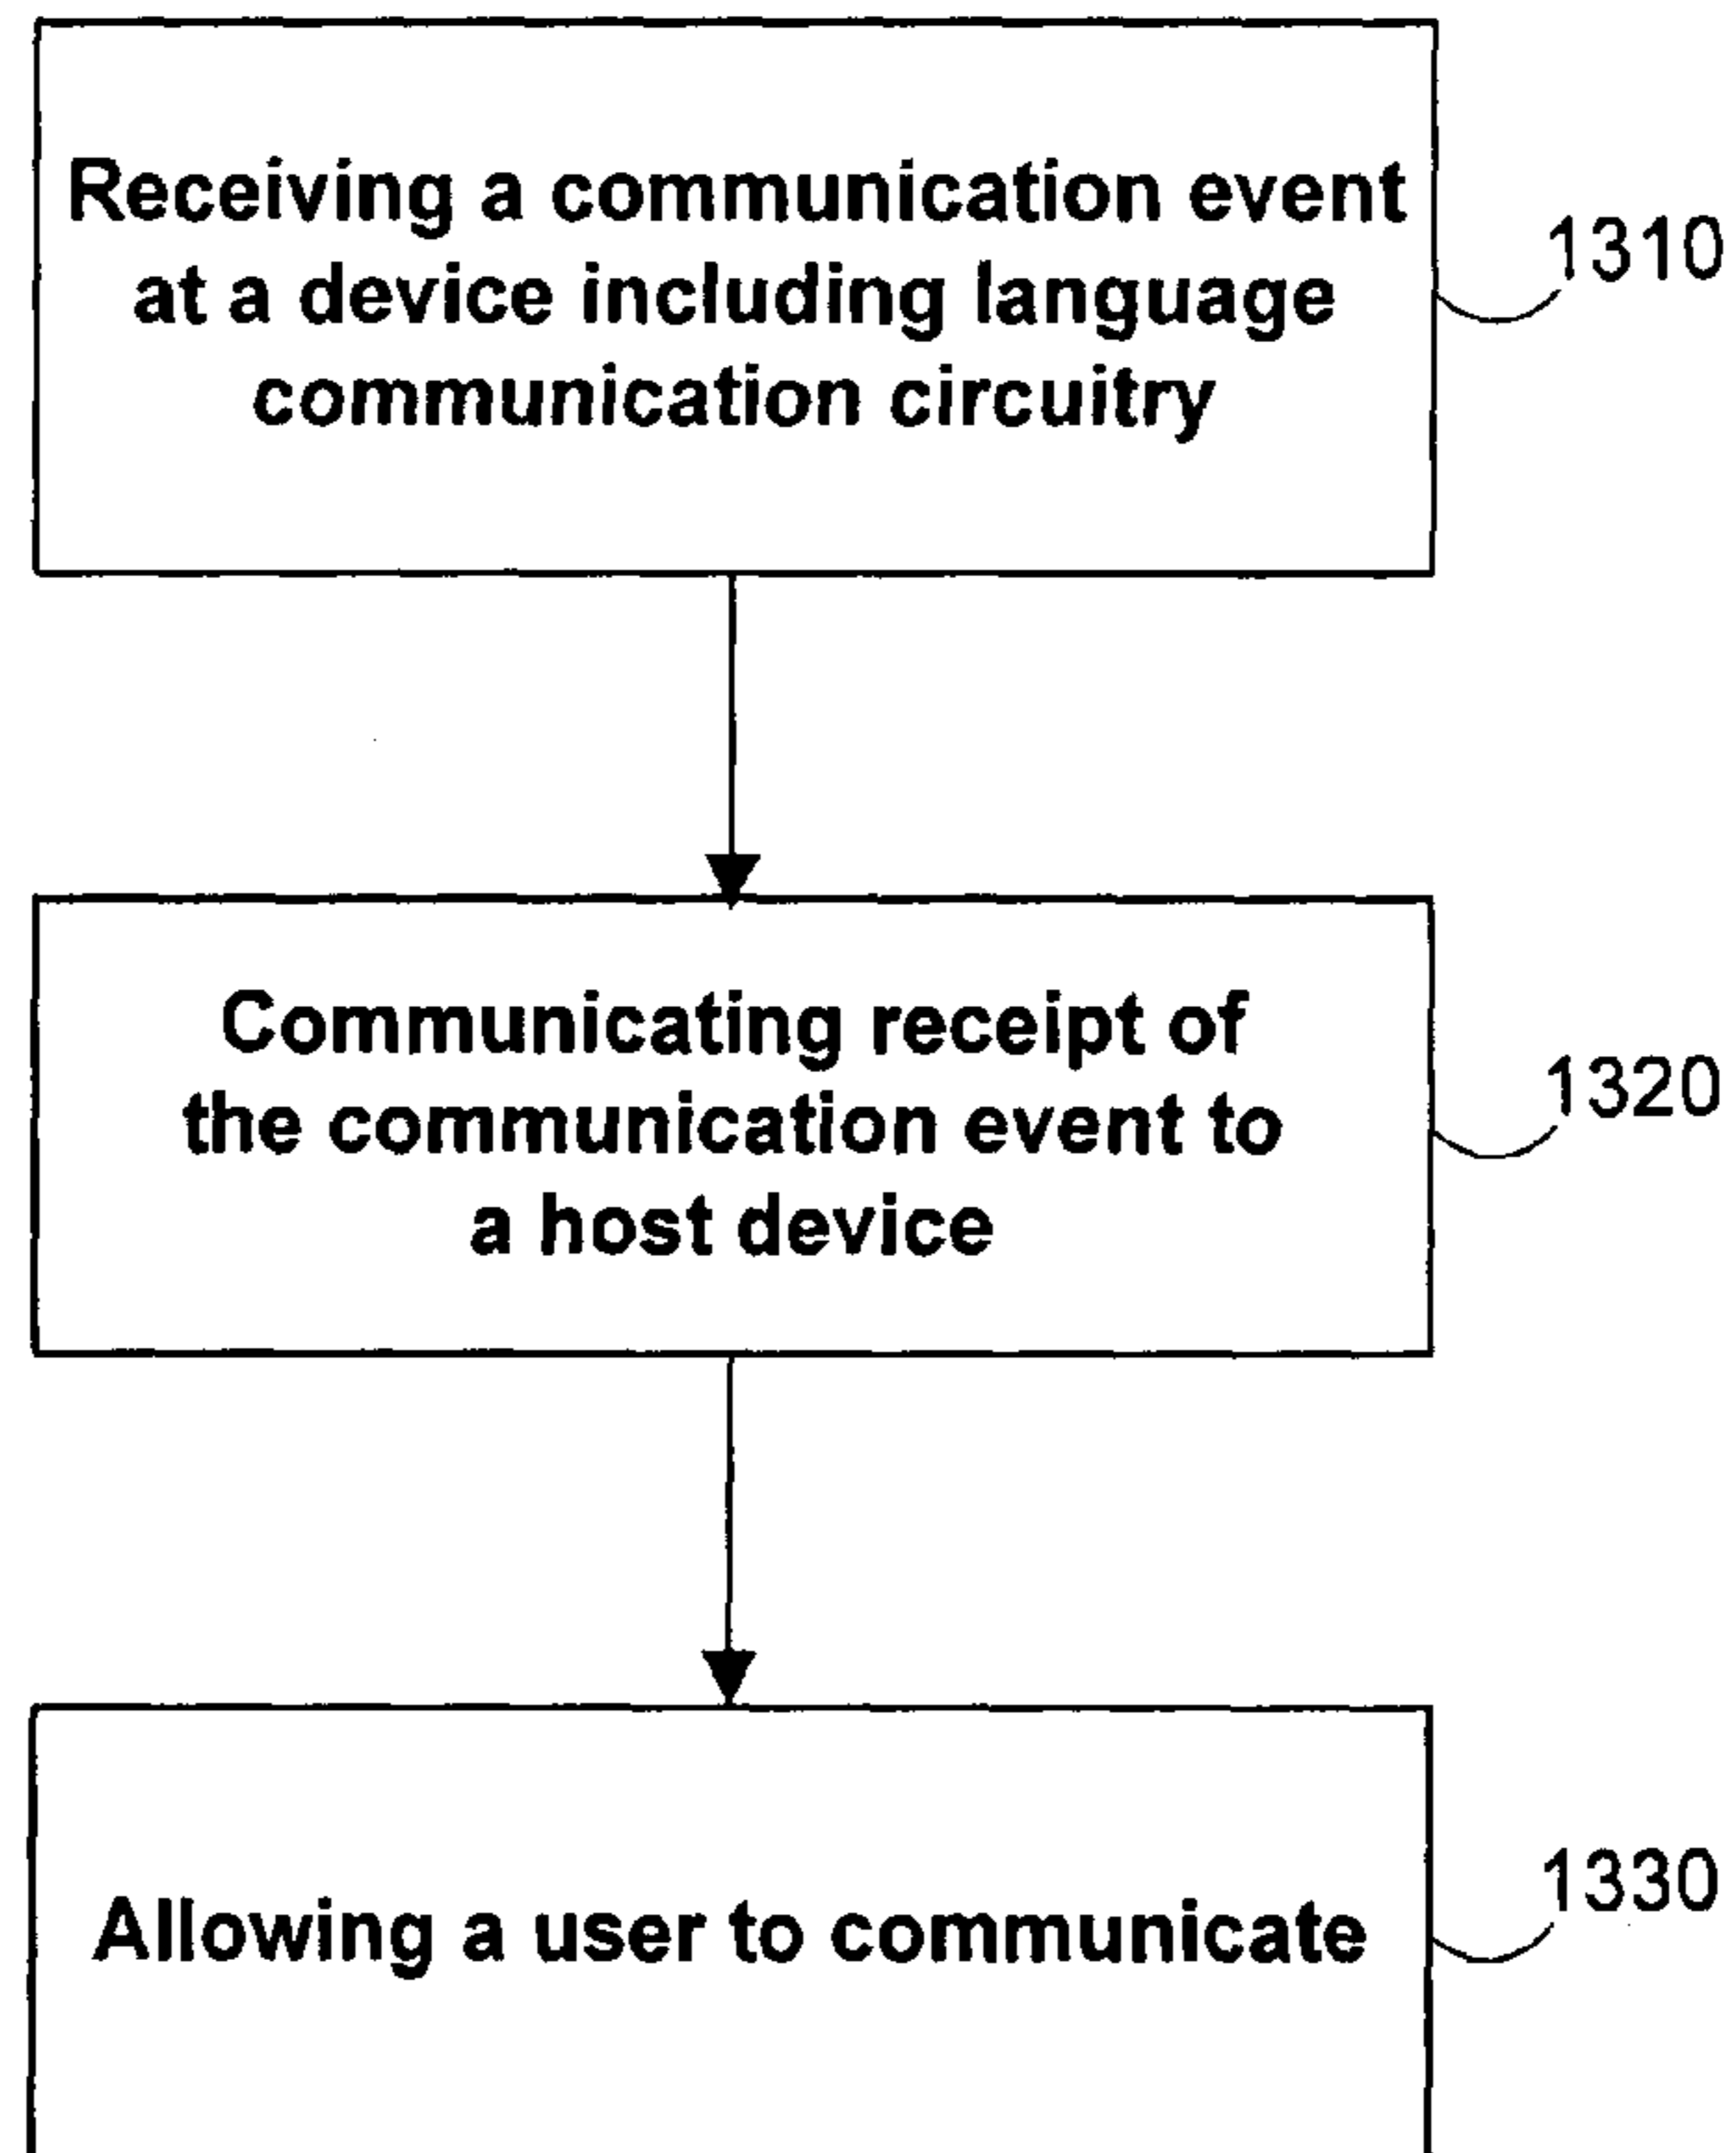 Receiving a communication event
at a device including language
communication circuitry
1310
Communicating receipt of
the communication event to
a host device
1320
Allowing a user to communicate
1330